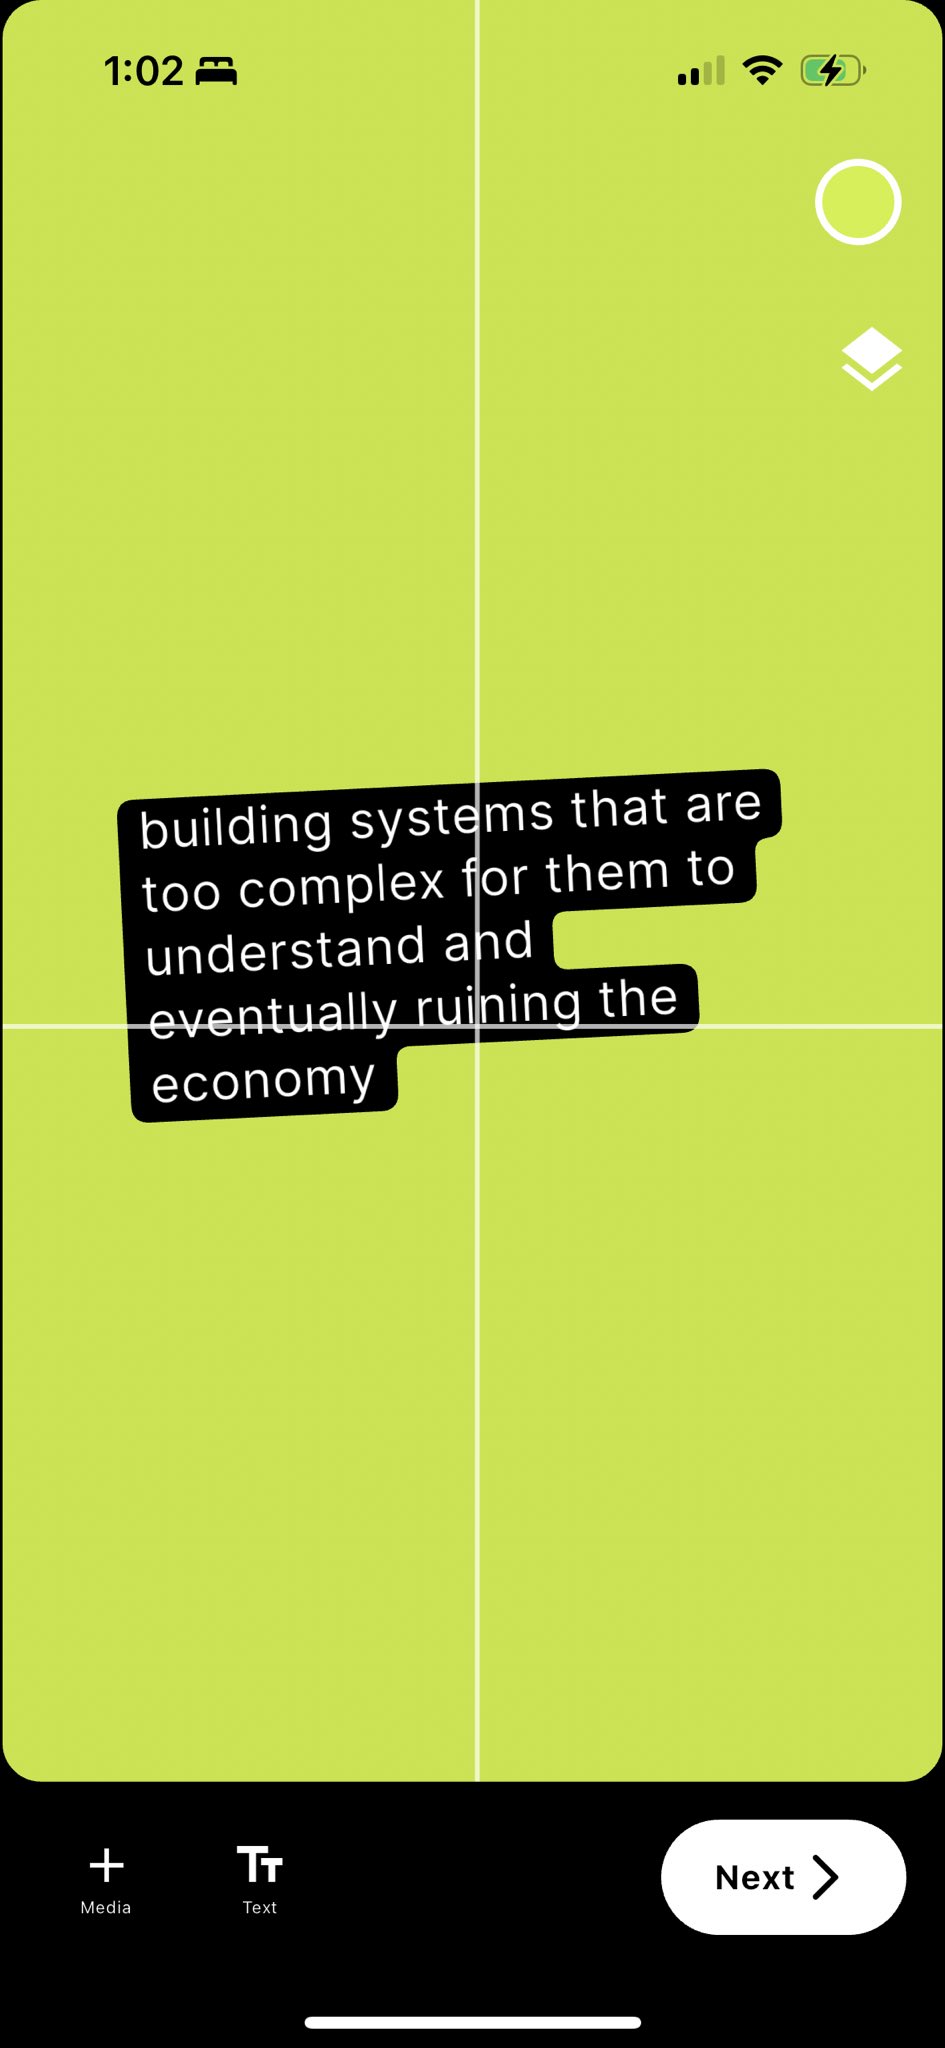 1:02
building systems that are
too complex for them to
understand and
eventually ruining the
economy
Media
Text
Next